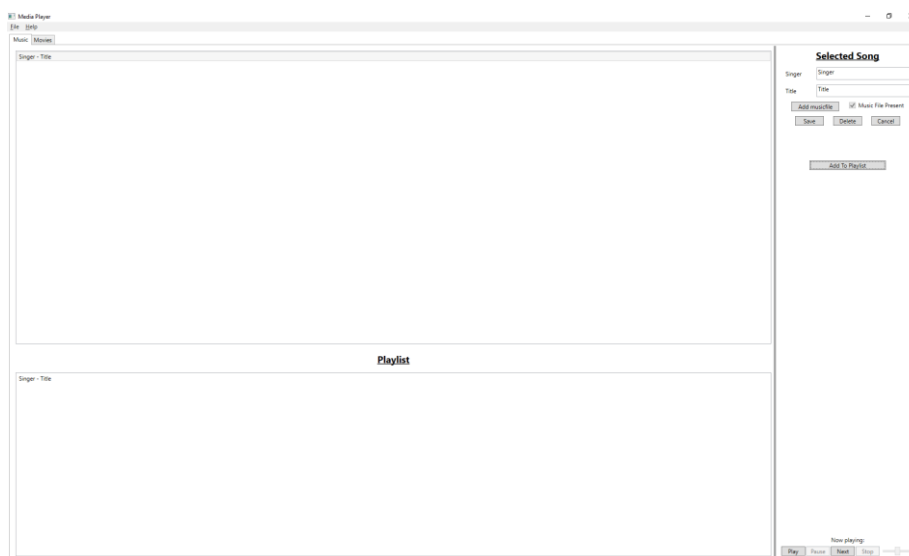 Media Player
File Help
Music Movies
Singer - Title
Selected Song
Singer Singer
Title Title
Add musicfile Music File Present
Save Delete Cancel
Add To Playlist
Playlist
Singer - Title
Now playing:
Play Pause Next Stop